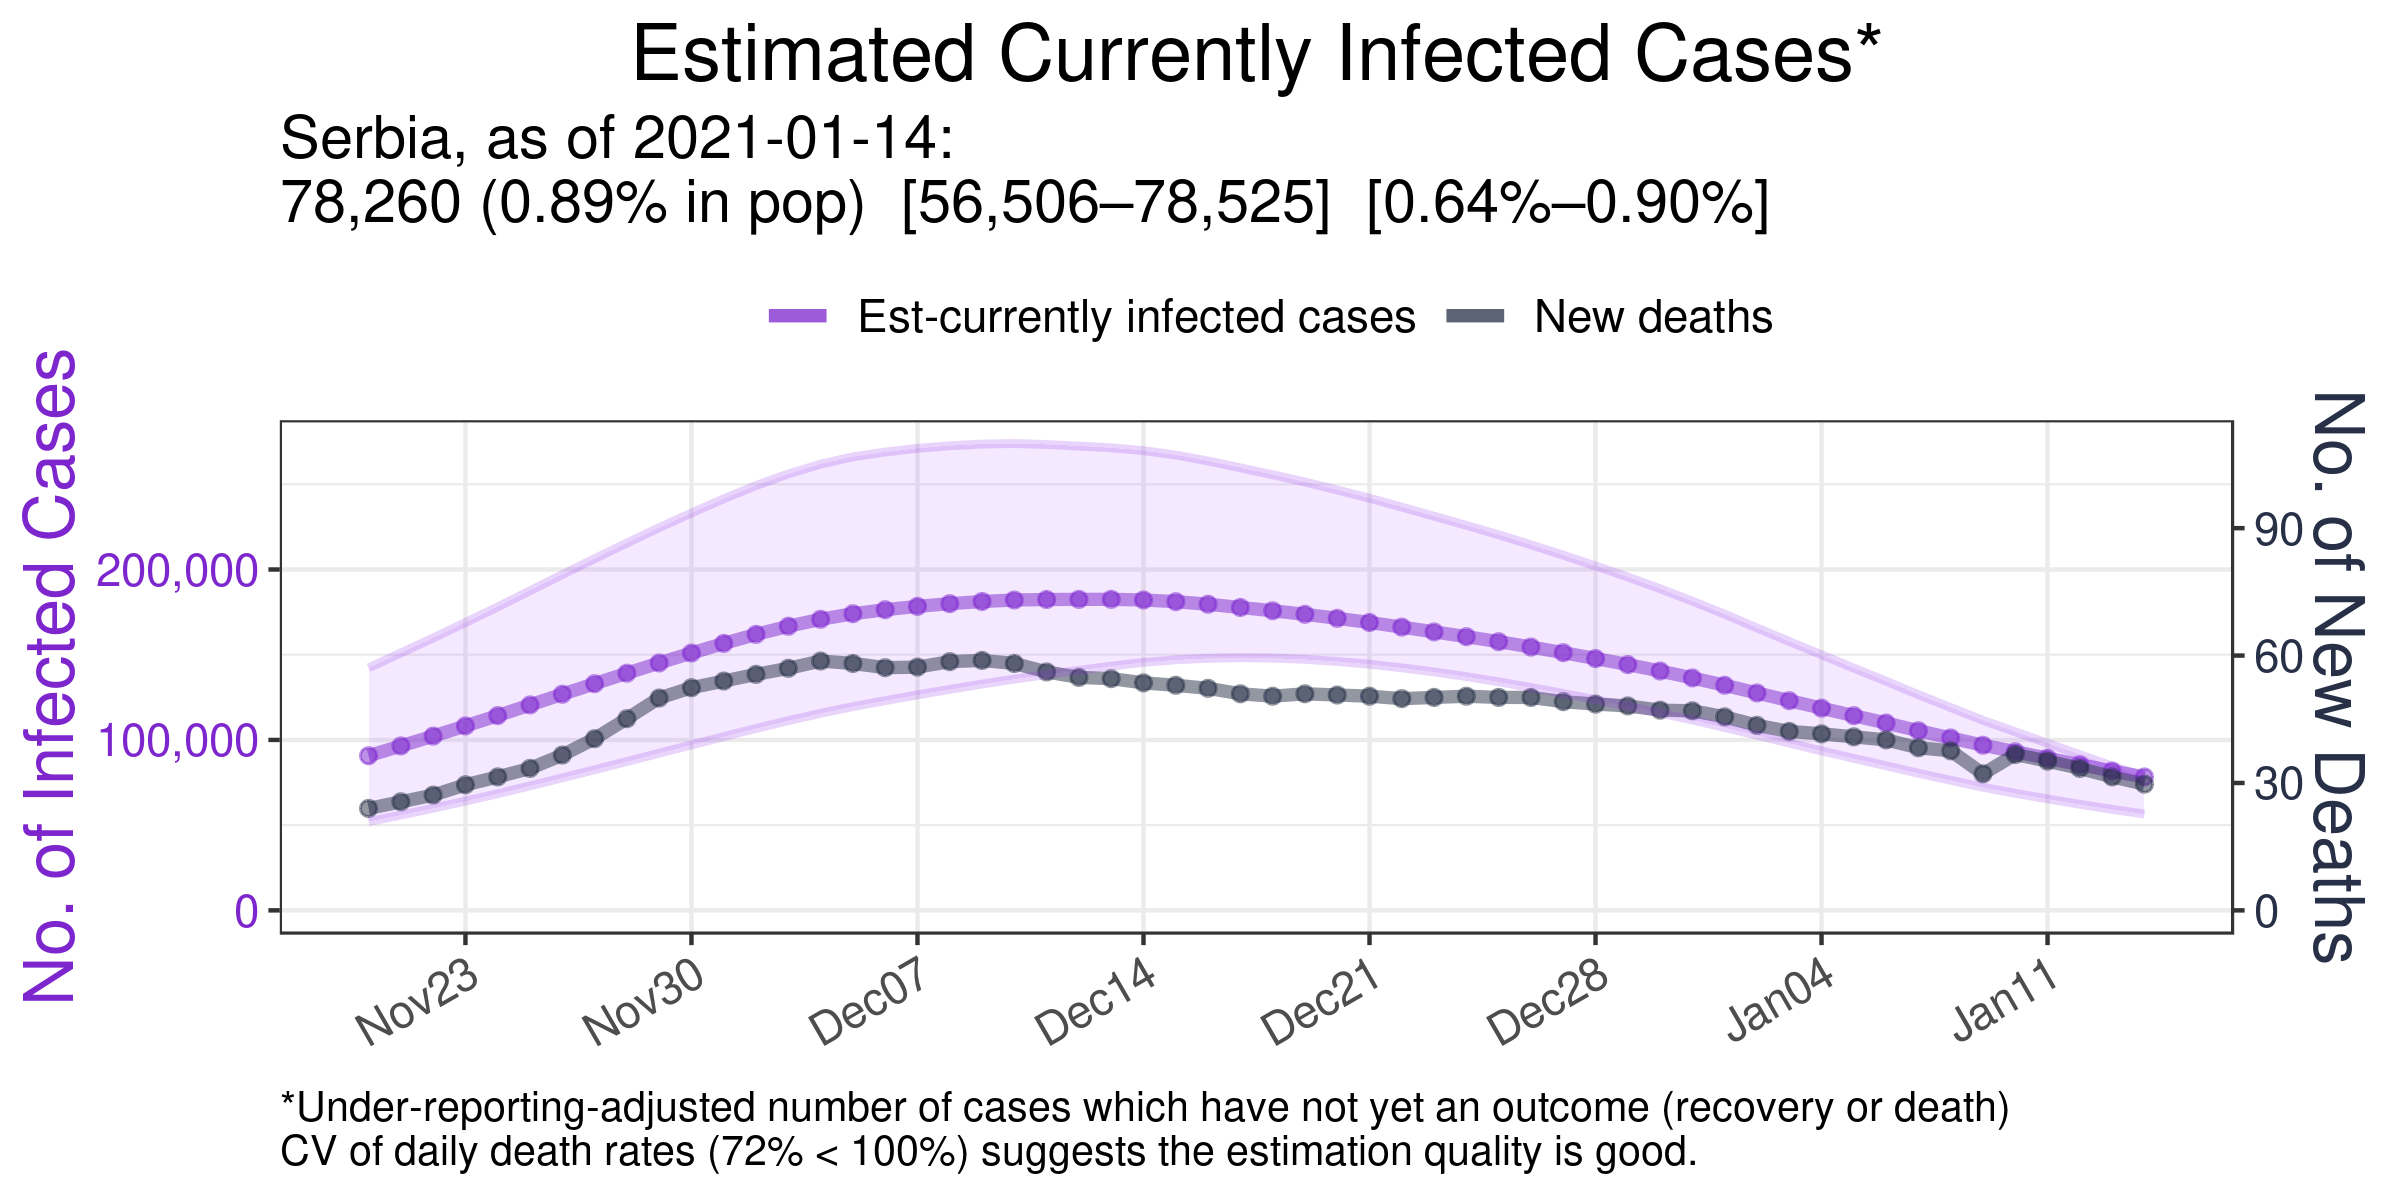 Estimated Currently Infected Cases*
Serbia, as of 2021-01-14:
78,260 (0.89% in pop)  [56,506–78,525]  [0.64%–0.90%]
Est-currently infected cases
New deaths
No. of Infected Cases
200,000
100,000
0
No. of New Deaths
90
60
30
0
Nov23
Nov30
Dec07
Dec14
Dec21
Dec28
Jan04
Jan11
*Under-reporting-adjusted number of cases which have not yet an outcome (recovery or death)
CV of daily death rates (72% < 100%) suggests the estimation quality is good.